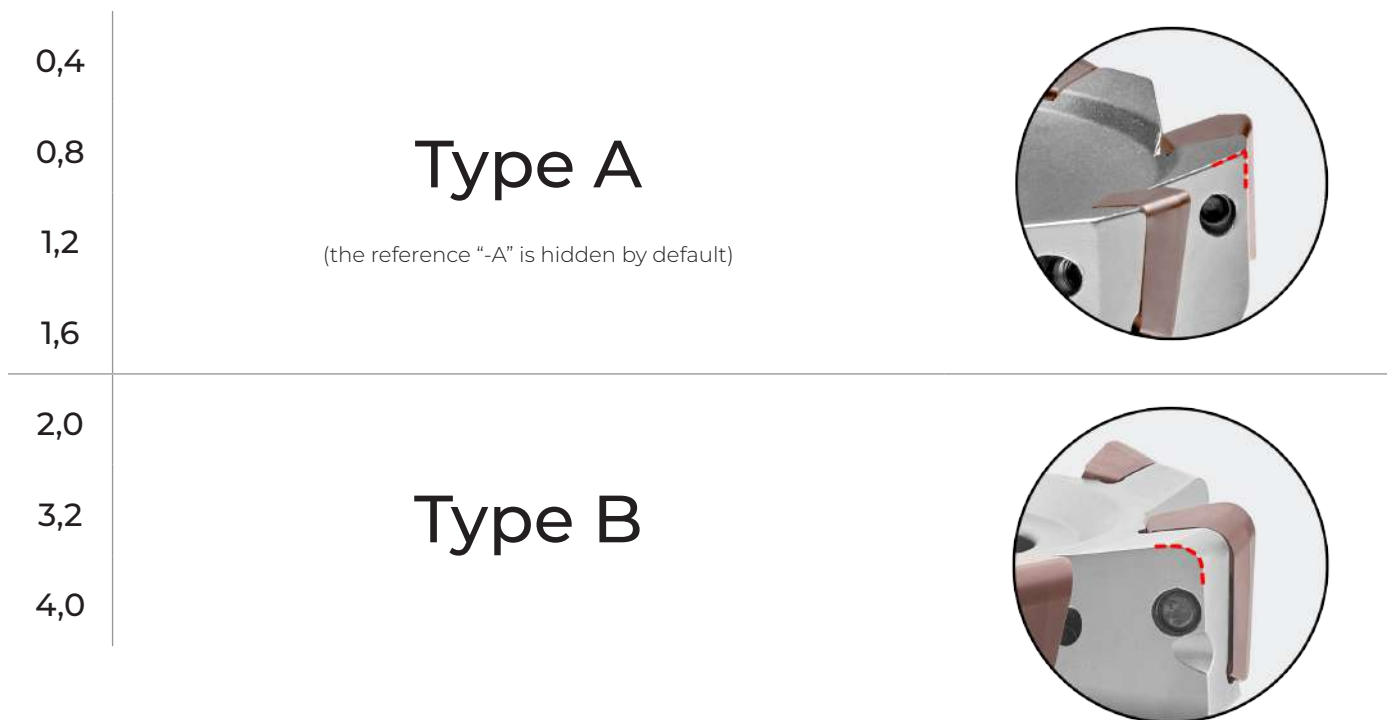 0,4
0,8
1,2
1,6
Type A
(the reference “-A” is hidden by default)
2,0
3,2
4,0
Type B